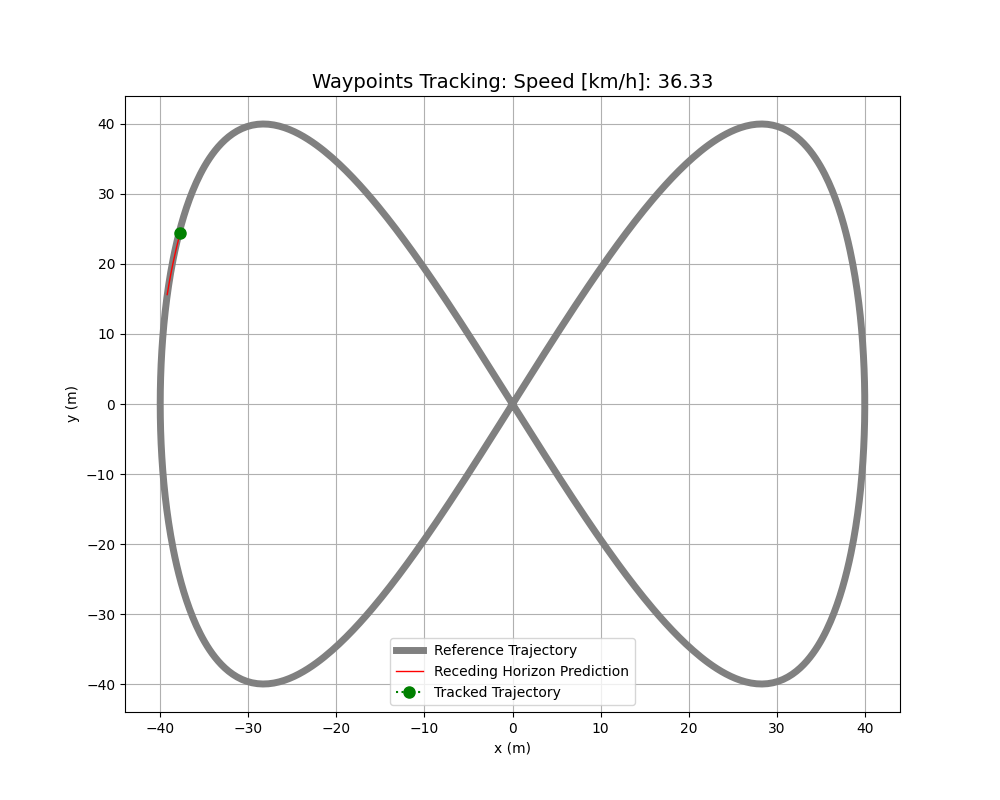 Waypoints Tracking: Speed [km/h]: 36.33
40
30
20
10
0
−10
−20
−30
−40
y (m)
Reference Trajectory
Receding Horizon Prediction
Tracked Trajectory
−40 −30 −20 −10 0 10 20 30 40
x (m)